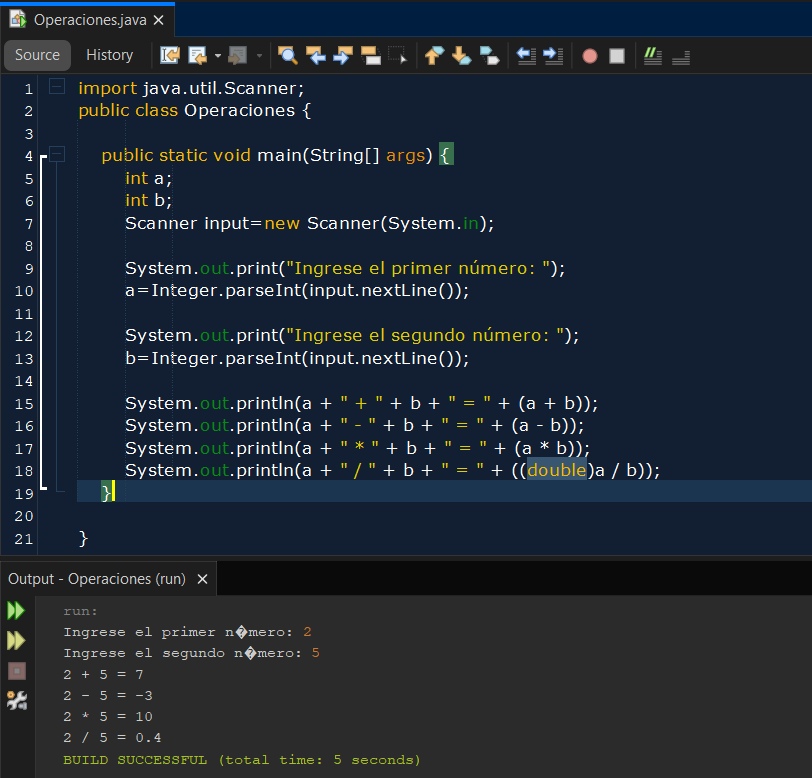 Operaciones.java ×
Source History
1 import java.util.Scanner;
2 public class Operaciones {
3
4 public static void main(String[] args) {
5 int a;
6 int b;
7 Scanner input=new Scanner(System.in);
8
9 System.out.print("Ingrese el primer número: ");
10 a=Integer.parseInt(input.nextLine());
11
12 System.out.print("Ingrese el segundo número: ");
13 b=Integer.parseInt(input.nextLine());
14
15 System.out.println(a + " + " + b + " = " + (a + b));
16 System.out.println(a + " - " + b + " = " + (a - b));
17 System.out.println(a + " * " + b + " = " + (a * b));
18 System.out.println(a + " / " + b + " = " + ((double)a / b));
19 }
20
21 }
Output - Operaciones (run) ×
run:
Ingrese el primer n�mero: 2
Ingrese el segundo n�mero: 5
2 + 5 = 7
2 - 5 = -3
2 * 5 = 10
2 / 5 = 0.4
BUILD SUCCESSFUL (total time: 5 seconds)